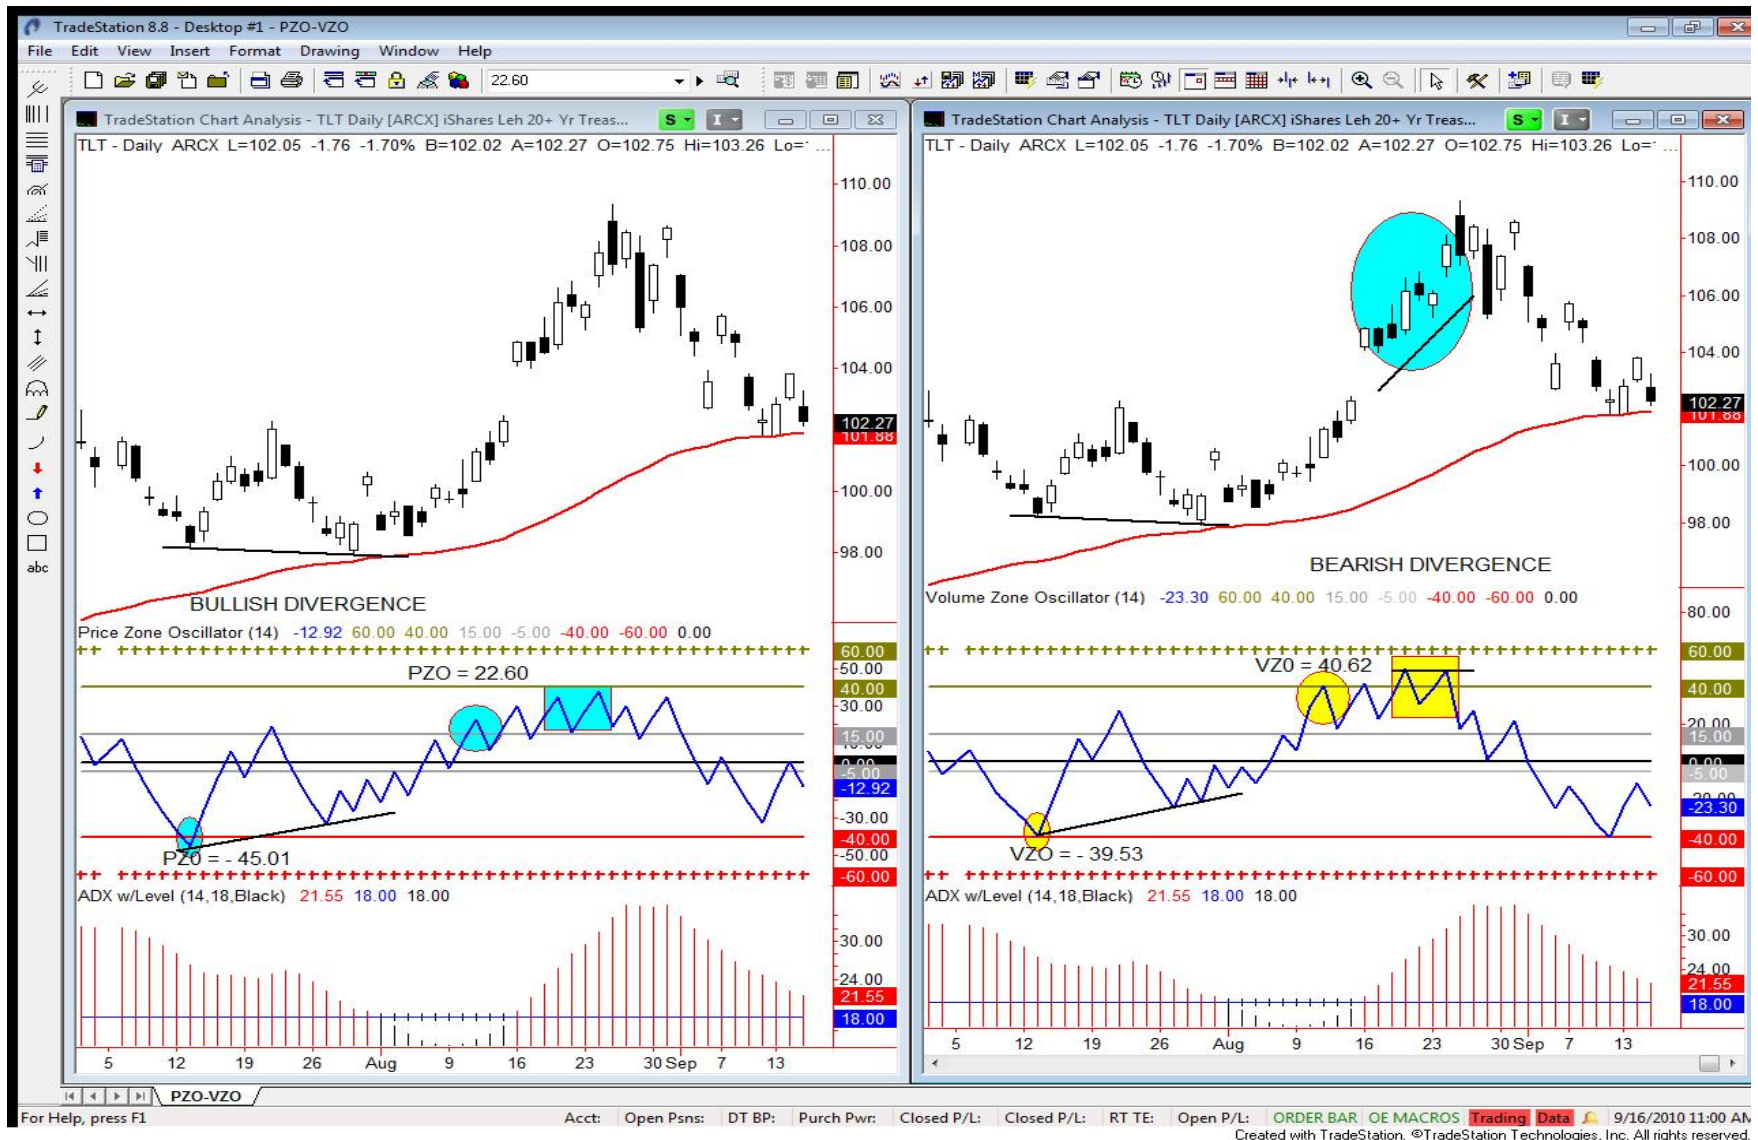 TradeStation 8.8 - Desktop #1 - PZO-VZO
File Edit View Insert Format Drawing Window Help
22.60
abc
TradeStation Chart Analysis - TLT Daily [ARCX] iShares Leh 20+ Yr Treas...
S
I
TLT - Daily ARCX L=102.05 -1.76 -1.70% B=102.02 A=102.27 O=102.75 Hi=103.26 Lo=
110.00
108.00
106.00
104.00
102.27
101.88
100.00
98.00
BULLISH DIVERGENCE
Price Zone Oscillator (14) -12.92 60.00 40.00 15.00 -5.00 -40.00 -60.00 0.00
60.00
PZO = 22.60
50.00
40.00
30.00
15.00
0.00
-5.00
-12.92
-30.00
-40.00
PZ0 = - 45.01
-50.00
-60.00
ADX w/Level (14,18,Black) 21.55 18.00 18.00
30.00
24.00
21.55
18.00
5 12 19 26 Aug 9 16 23 30 Sep 7 13
TradeStation Chart Analysis - TLT Daily [ARCX] iShares Leh 20+ Yr Treas...
S
I
TLT - Daily ARCX L=102.05 -1.76 -1.70% B=102.02 A=102.27 O=102.75 Hi=103.26 Lo=
110.00
108.00
106.00
104.00
102.27
101.88
100.00
98.00
BEARISH DIVERGENCE
Volume Zone Oscillator (14) -23.30 60.00 40.00 15.00 -5.00 -40.00 -60.00 0.00
80.00
60.00
VZ0 = 40.62
40.00
20.00
15.00
0.00
-5.00
-20.00
-23.30
-40.00
VZO = - 39.53
-60.00
ADX w/Level (14,18,Black) 21.55 18.00 18.00
30.00
24.00
21.55
18.00
5 12 19 26 Aug 9 16 23 30 Sep 7 13
PZO-VZO
For Help, press F1
Acct: Open Psns: DT BP: Purch Pwr: Closed P/L: Closed P/L: RT TE: Open P/L: ORDER BAR OE MACROS Trading Data 9/16/2010 11:00 AM
Created with TradeStation. ©TradeStation Technologies, Inc. All rights reserved.